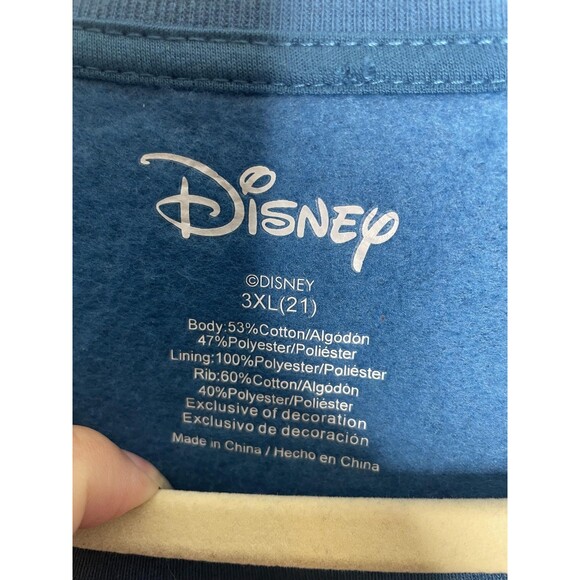 Disney
©DISNEY
3XL(21)
Body:53%Cotton/Algodón
47%Polyester/Poliéster
Lining:100%Polyester/Poliéster
Rib:60%Cotton/Algodón
40%Polyester/Poliéster
Exclusive of decoration
Exclusivo de decoración
Made in China / Hecho en China